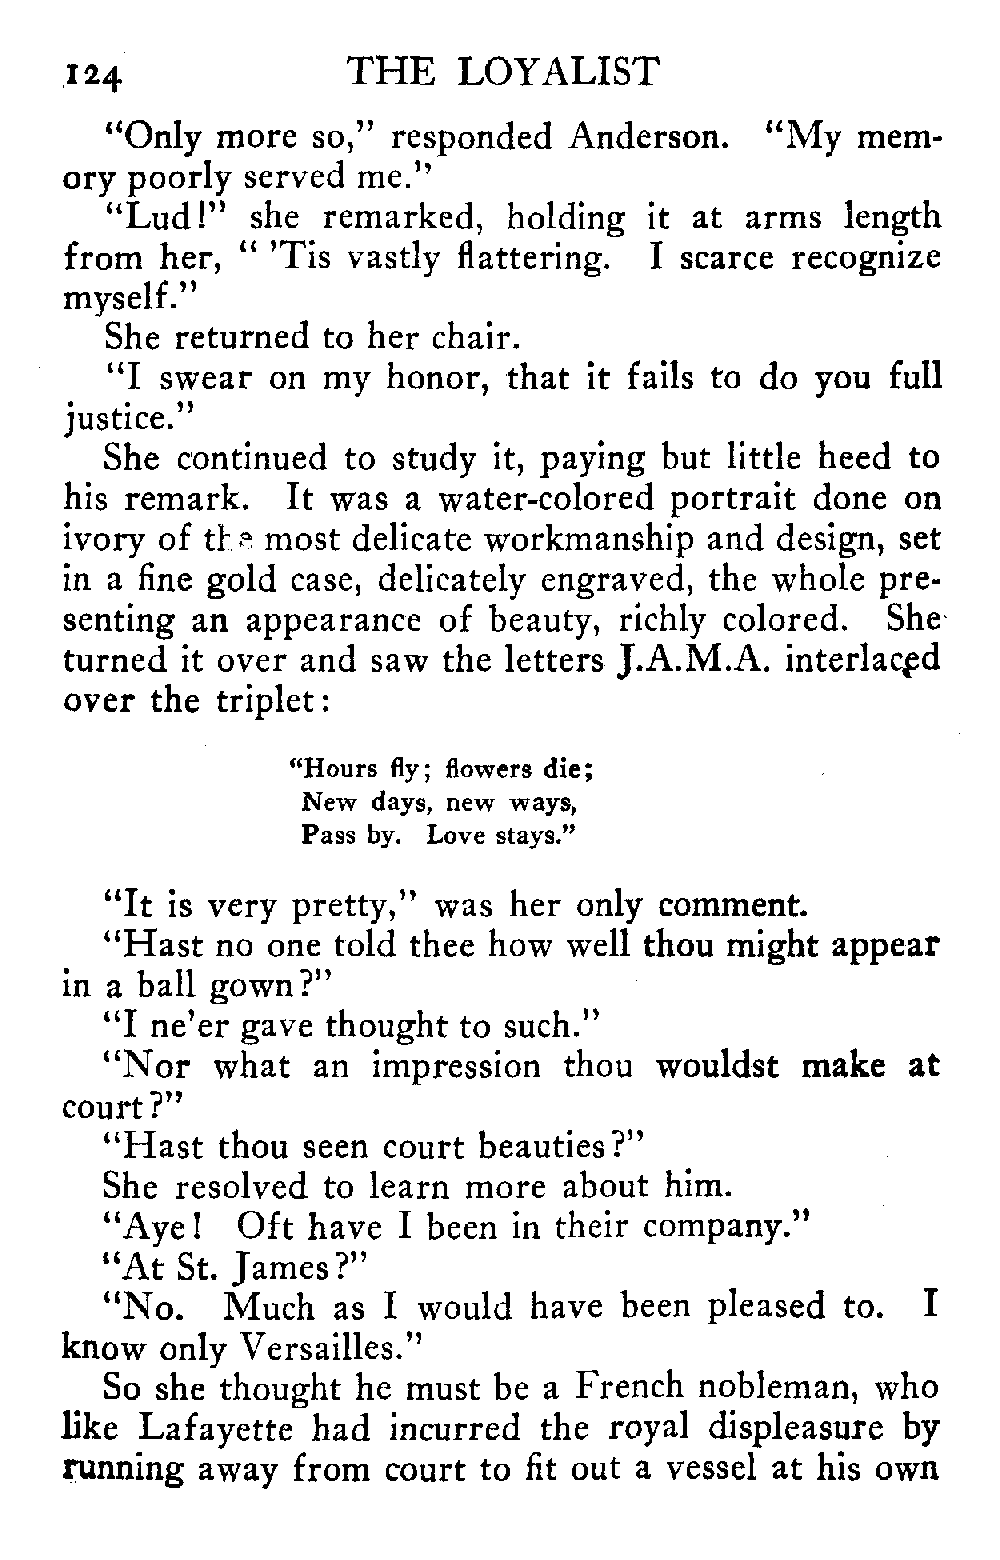 124 THE LOYALIST
“Only more so,” responded Anderson. “My mem-
ory poorly served me.”
“Lud!” she remarked, holding it at arms length
from her, “ ’Tis vastly flattering. I scarce recognize
myself.”
She returned to her chair.
“I swear on my honor, that it fails to do you full
justice.”
She continued to study it, paying but little heed to
his remark. It was a water-colored portrait done on
ivory of the most delicate workmanship and design, set
in a fine gold case, delicately engraved, the whole pre-
senting an appearance of beauty, richly colored. She
turned it over and saw the letters J.A.M.A. interlaced
over the triplet:
“Hours fly; flowers die;
New days, new ways,
Pass by. Love stays.”
“It is very pretty,” was her only comment.
“Hast no one told thee how well thou might appear
in a ball gown?”
“I ne’er gave thought to such.”
“Nor what an impression thou wouldst make at
court?”
“Hast thou seen court beauties?”
She resolved to learn more about him.
“Aye! Oft have I been in their company.”
“At St. James?”
“No. Much as I would have been pleased to. I
know only Versailles.”
So she thought he must be a French nobleman, who
like Lafayette had incurred the royal displeasure by
running away from court to fit out a vessel at his own